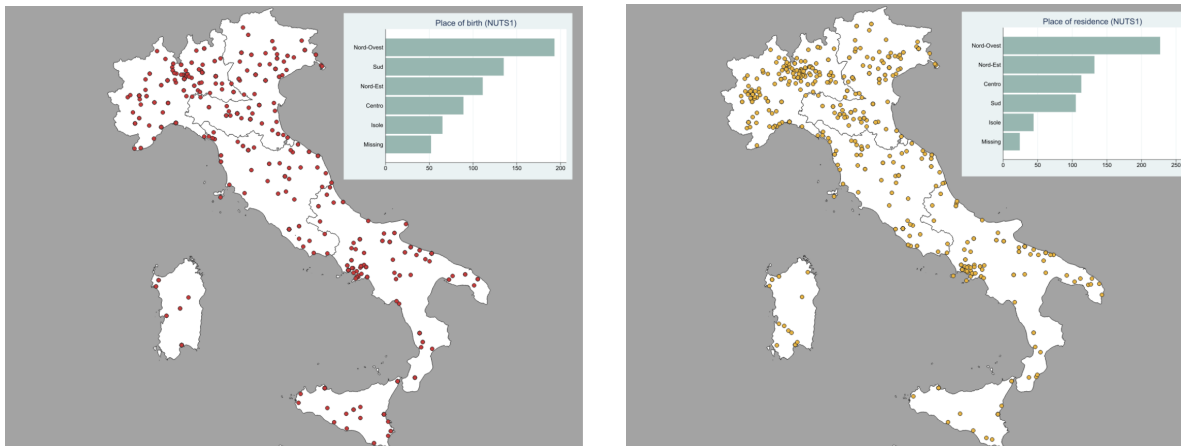 Place of birth (NUTS1)
Nord-Ovest
Sud
Nord-Est
Centro
Isole
Missing
0 50 100 150 200
Place of residence (NUTS1)
Nord-Ovest
Nord-Est
Centro
Sud
Isole
Missing
0 50 100 150 200 250